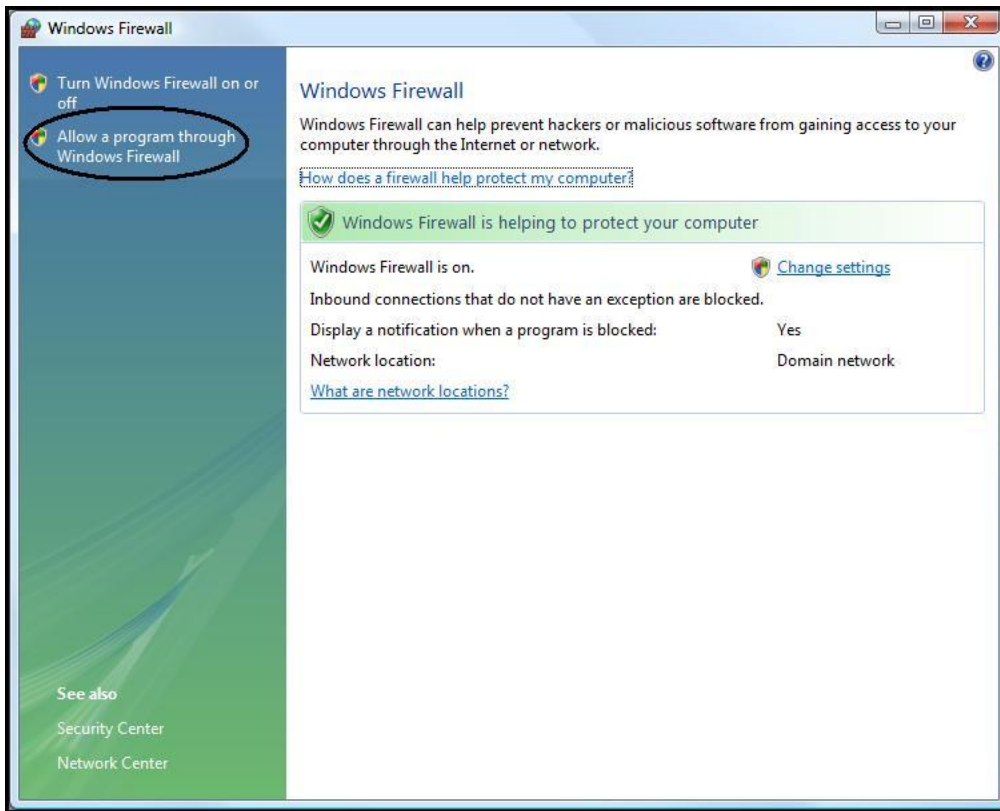 Windows Firewall
Turn Windows Firewall on or
off
Allow a program through
Windows Firewall
See also
Security Center
Network Center
Windows Firewall
Windows Firewall can help prevent hackers or malicious software from gaining access to your
computer through the Internet or network.
How does a firewall help protect my computer?
Windows Firewall is helping to protect your computer
Windows Firewall is on. Change settings
Inbound connections that do not have an exception are blocked.
Display a notification when a program is blocked: Yes
Network location: Domain network
What are network locations?